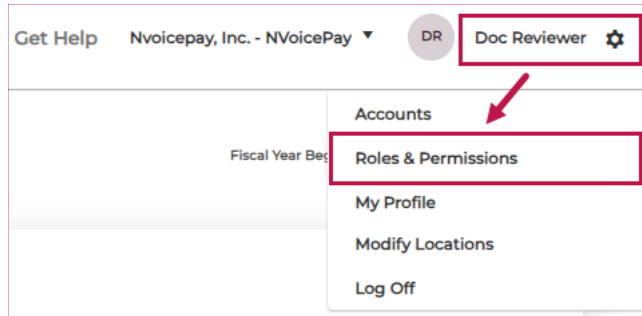 Get Help Nvoicepay, Inc. - NVoicePay DR Doc Reviewer
Accounts
Fiscal Year Beg
Roles & Permissions
My Profile
Modify Locations
Log Off